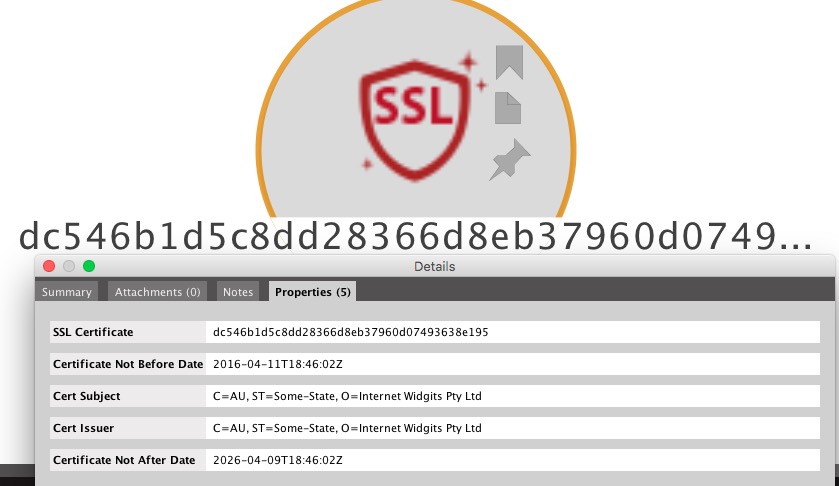 SSL
dc546b1d5c8dd28366d8eb37960d0749...
Details
Summary Attachments (0) Notes Properties (5)
SSL Certificate dc546b1d5c8dd28366d8eb37960d07493638e195
Certificate Not Before Date 2016-04-11T18:46:02Z
Cert Subject C=AU, ST=Some-State, O=Internet Widgits Pty Ltd
Cert Issuer C=AU, ST=Some-State, O=Internet Widgits Pty Ltd
Certificate Not After Date 2026-04-09T18:46:02Z